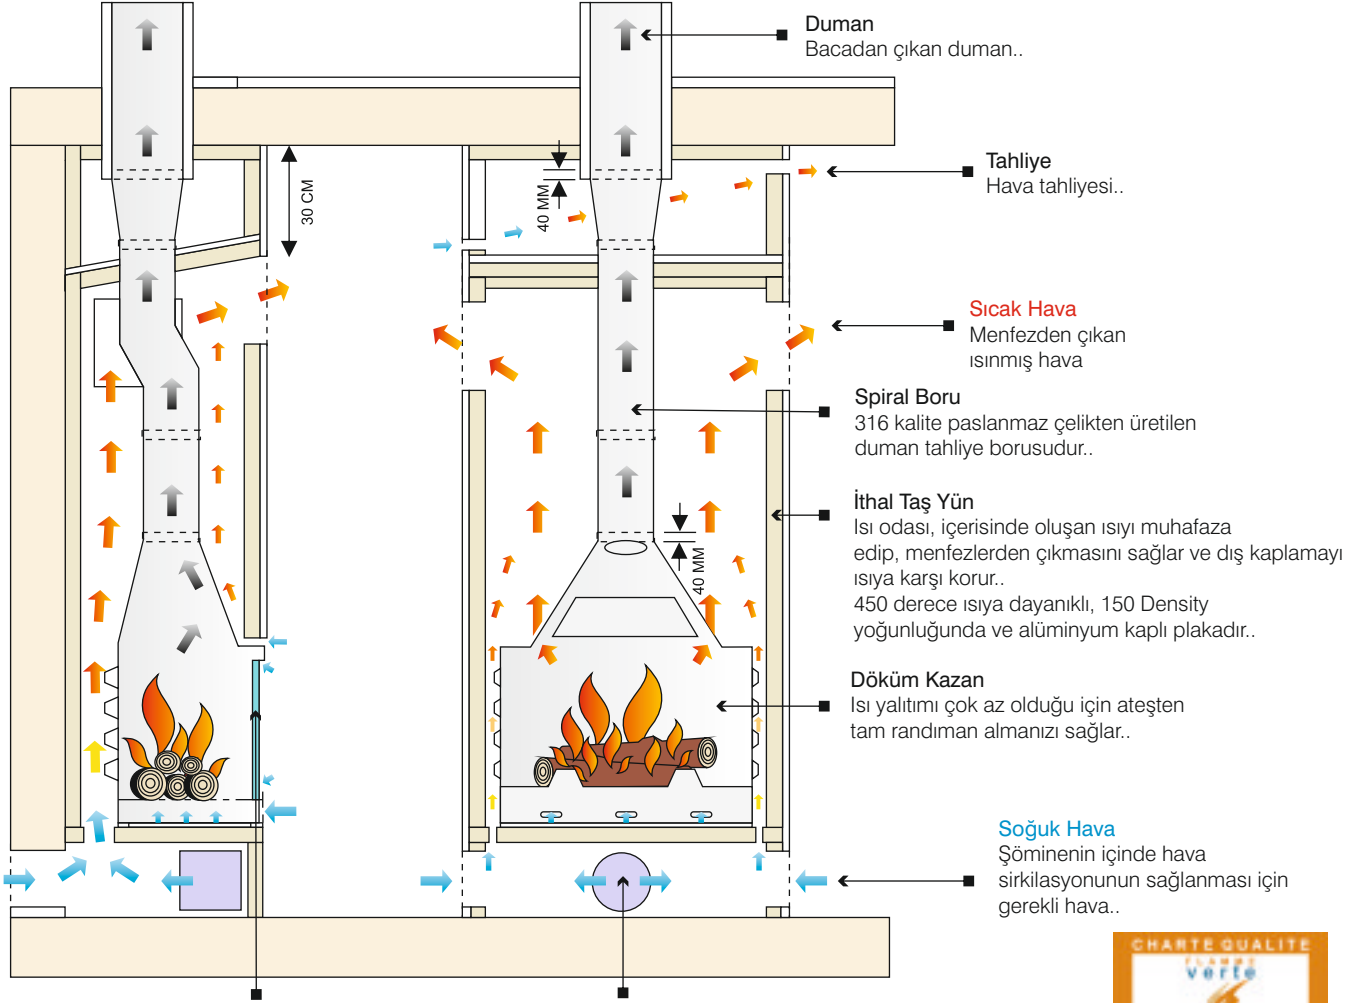 Duman
Bacadan çıkan duman..
Tahliye
Hava tahliyesi..
30 CM
40 MM
Sıcak Hava
Menfezden çıkan
ısınmış hava
Spiral Boru
316 kalite paslanmaz çelikten üretilen
duman tahliye borusudur..
İthal Taş Yün
Isı odası, içerisinde oluşan ısıyı muhafaza
edip, menfezlerden çıkmasını sağlar ve dış kaplamayı
ısıya karşı korur..
450 derece ısıya dayanıklı, 150 Density
yoğunluğunda ve alüminyum kaplı plakadır..
40 MM
Döküm Kazan
Isı yalıtımı çok az olduğu için ateşten
tam randıman almanızı sağlar..
Soğuk Hava
Şöminenin içinde hava
sirkilasyonunun sağlanması için
gerekli hava..
CHARTE QUALITE
FLAMME
verte